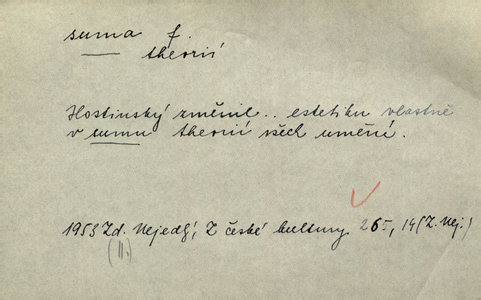 suma f.
theorií
Hostinský změnil .. estetiku vlastně
v sumu theorií všech umění.
1953 Zd. Nejedlý, Z české kultury 265, 14 (Z. Nej.)
(II.)